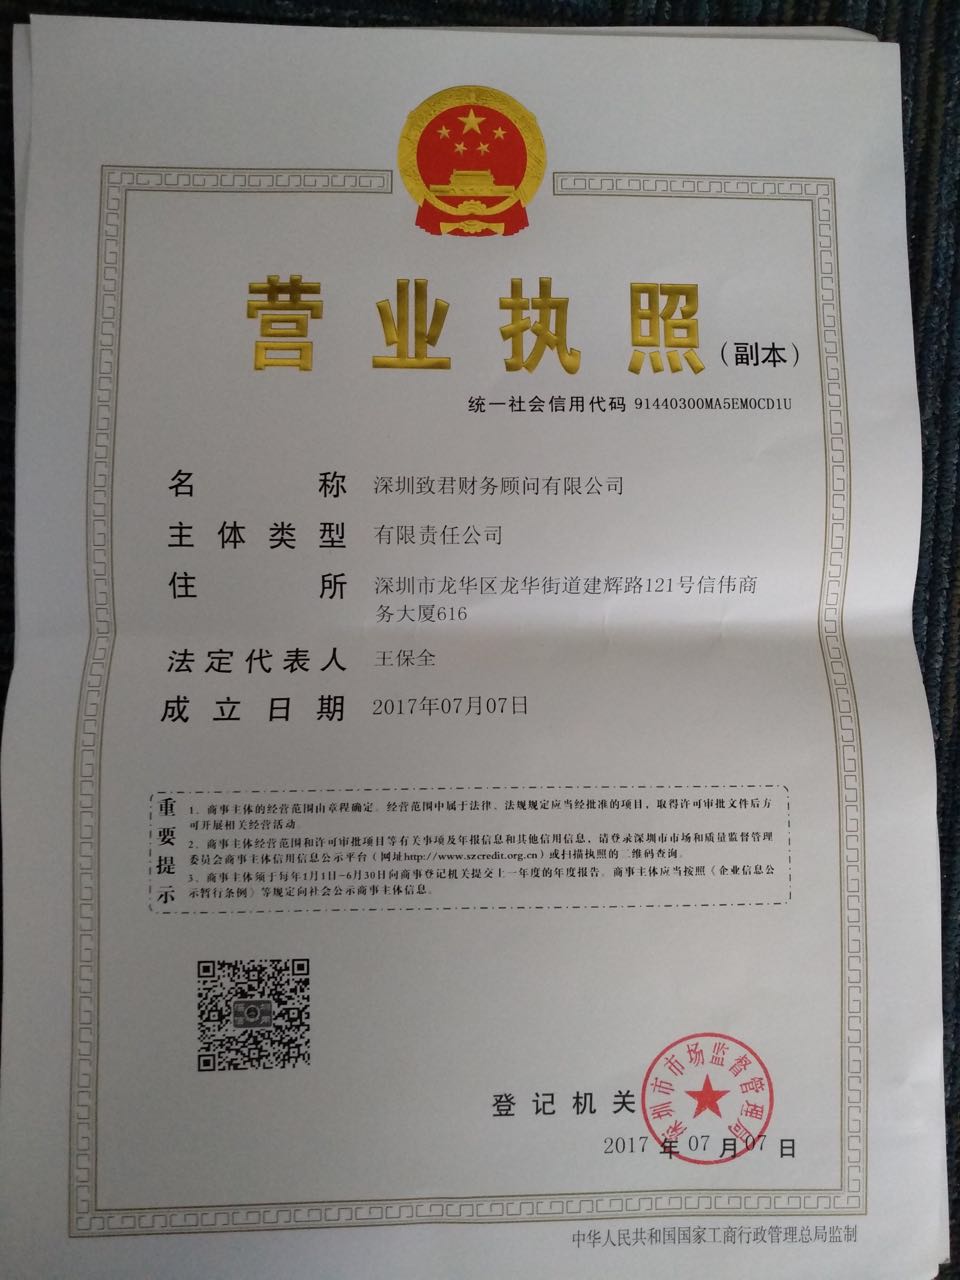 营业执照（副本）
统一社会信用代码 91440300MA5EM0CD1U
名称 深圳致君财务顾问有限公司
主体类型 有限责任公司
住所 深圳市龙华区龙华街道建辉路121号信伟商
务大厦616
法定代表人 王保全
成立日期 2017年07月07日
重要提示
1、商事主体的经营范围由章程确定。经营范围中属于法律、法规规定应当经批准的项目，取得许可审批文件后方
可开展相关经营活动。
2、商事主体经营范围和许可审批项目等有关事项及年报信息和其他信用信息，请登录深圳市市场和质量监督管理
委员会商事主体信用信息公示平台（网址http://www.szcredit.org.cn）或扫描执照的二维码查询。
3、商事主体须于每年1月1日-6月30日向商事登记机关提交上一年度的年度报告。商事主体应当按照《企业信息公
示暂行条例》等规定向社会公示商事主体信息。
深圳市市场监督管理局
登记机关
2017年07月07日
中华人民共和国国家工商行政管理总局监制